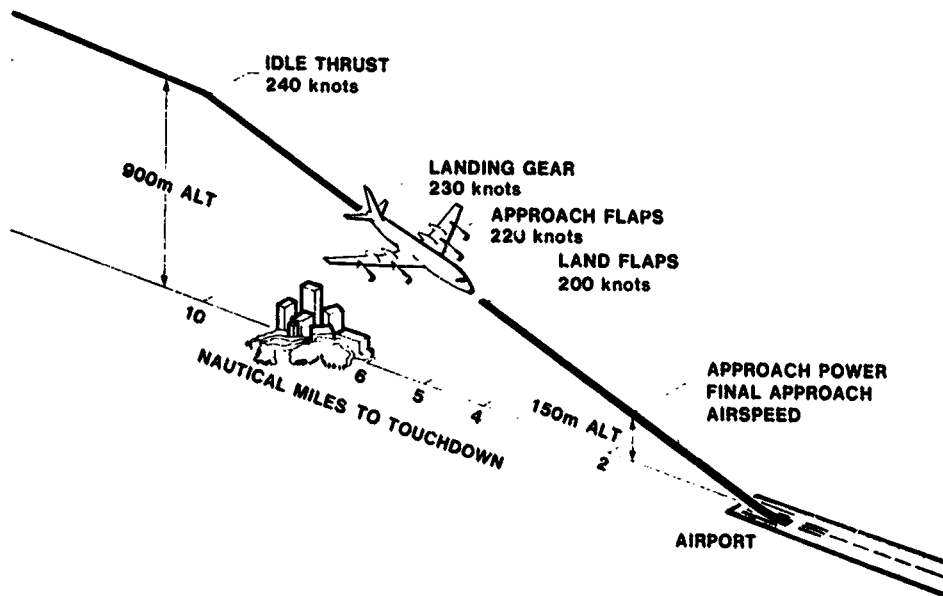 IDLE THRUST
240 knots
900m ALT
LANDING GEAR
230 knots
APPROACH FLAPS
220 knots
LAND FLAPS
200 knots
10
6
5
4
2
NAUTICAL MILES TO TOUCHDOWN
150m ALT
APPROACH POWER
FINAL APPROACH
AIRSPEED
AIRPORT